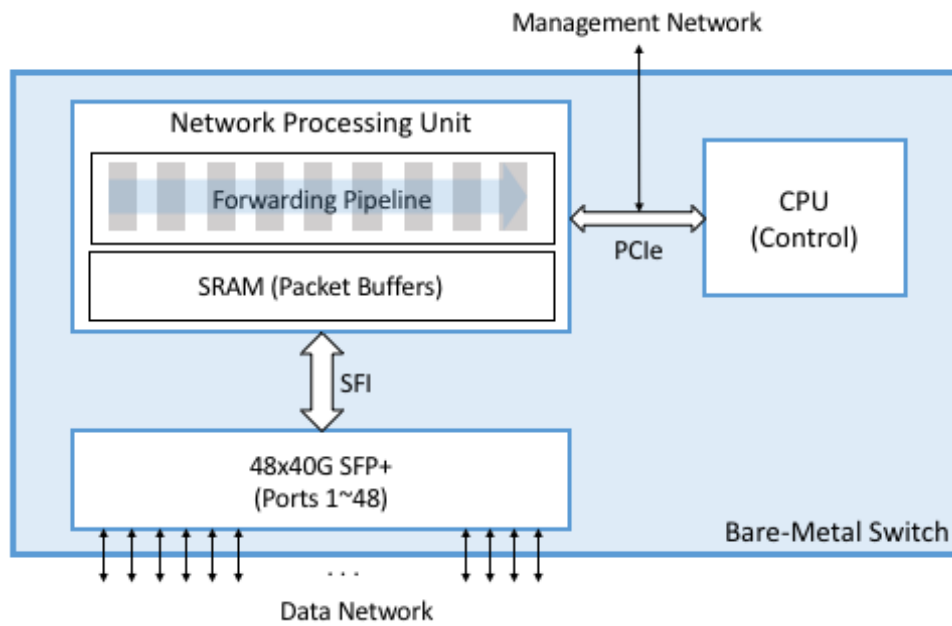 Management Network
Network Processing Unit
Forwarding Pipeline
SRAM (Packet Buffers)
PCIe
CPU
(Control)
SFI
48x40G SFP+
(Ports 1~48)
Bare-Metal Switch
. . .
Data Network